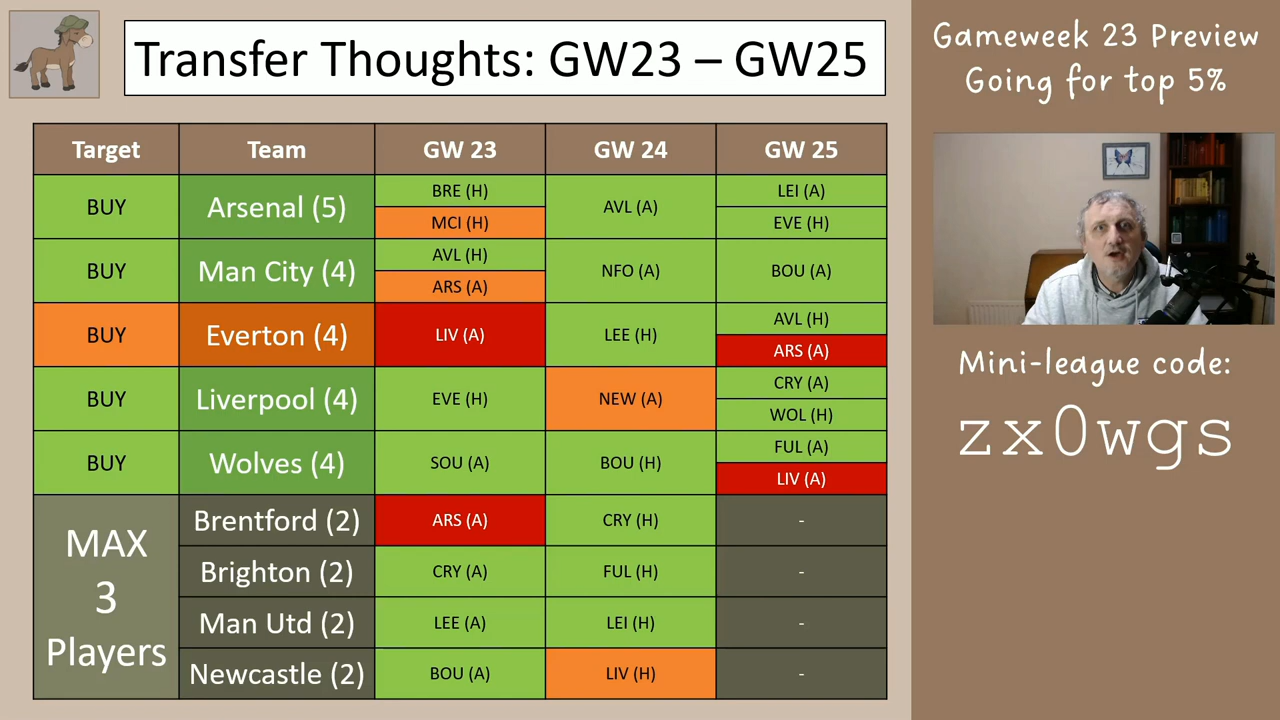 Transfer Thoughts: GW23 – GW25
Gameweek 23 Preview
Going for top 5%
Mini-league code:
zx0wgs
Target Team GW 23 GW 24 GW 25
BUY Arsenal (5) BRE (H) MCI (H) AVL (A) LEI (A) EVE (H)
BUY Man City (4) AVL (H) ARS (A) NFO (A) BOU (A)
BUY Everton (4) LIV (A) LEE (H) AVL (H) ARS (A)
BUY Liverpool (4) EVE (H) NEW (A) CRY (A) WOL (H)
BUY Wolves (4) SOU (A) BOU (H) FUL (A) LIV (A)
MAX
3
Players
Brentford (2) ARS (A) CRY (H) -
Brighton (2) CRY (A) FUL (H) -
Man Utd (2) LEE (A) LEI (H) -
Newcastle (2) BOU (A) LIV (H) -